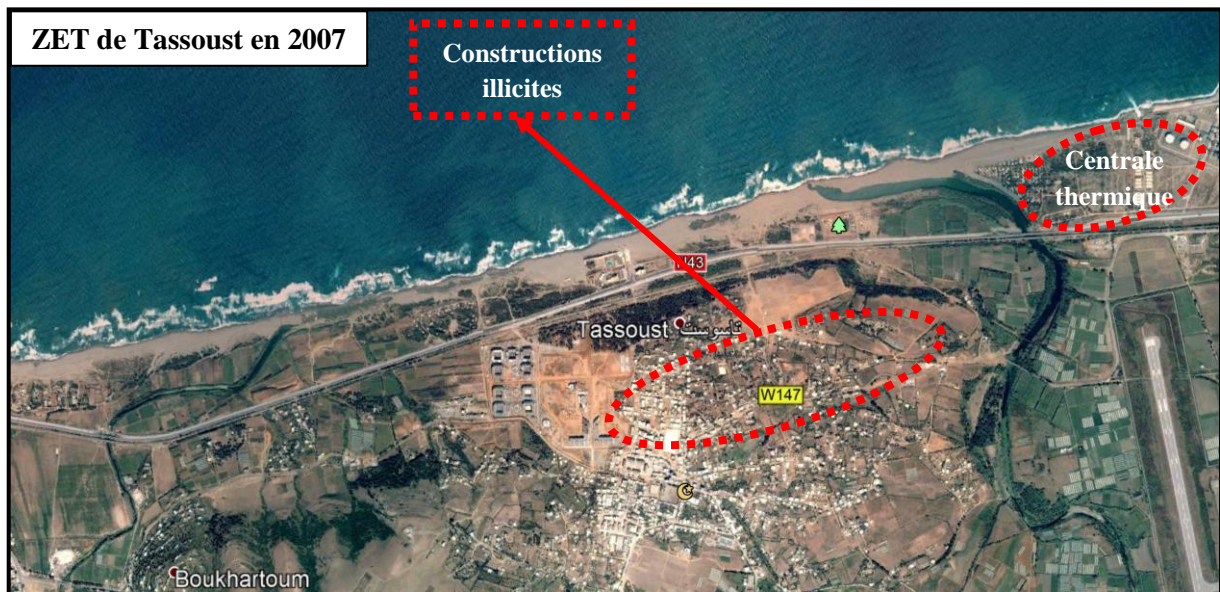 ZET de Tassoust en 2007
Constructions
illicites
Centrale
thermique
N43
Tassoust تاسوست
W147
Boukhartoum